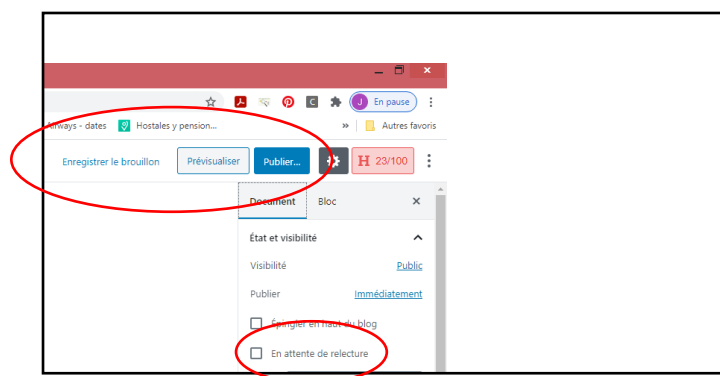 C J En pause
Airways - dates Hostales y pension... » Autres favoris
Enregistrer le brouillon Prévisualiser Publier... H 23/100
Document Bloc
État et visibilité
Visibilité Public
Publier Immédiatement
Épingler en haut du blog
En attente de relecture